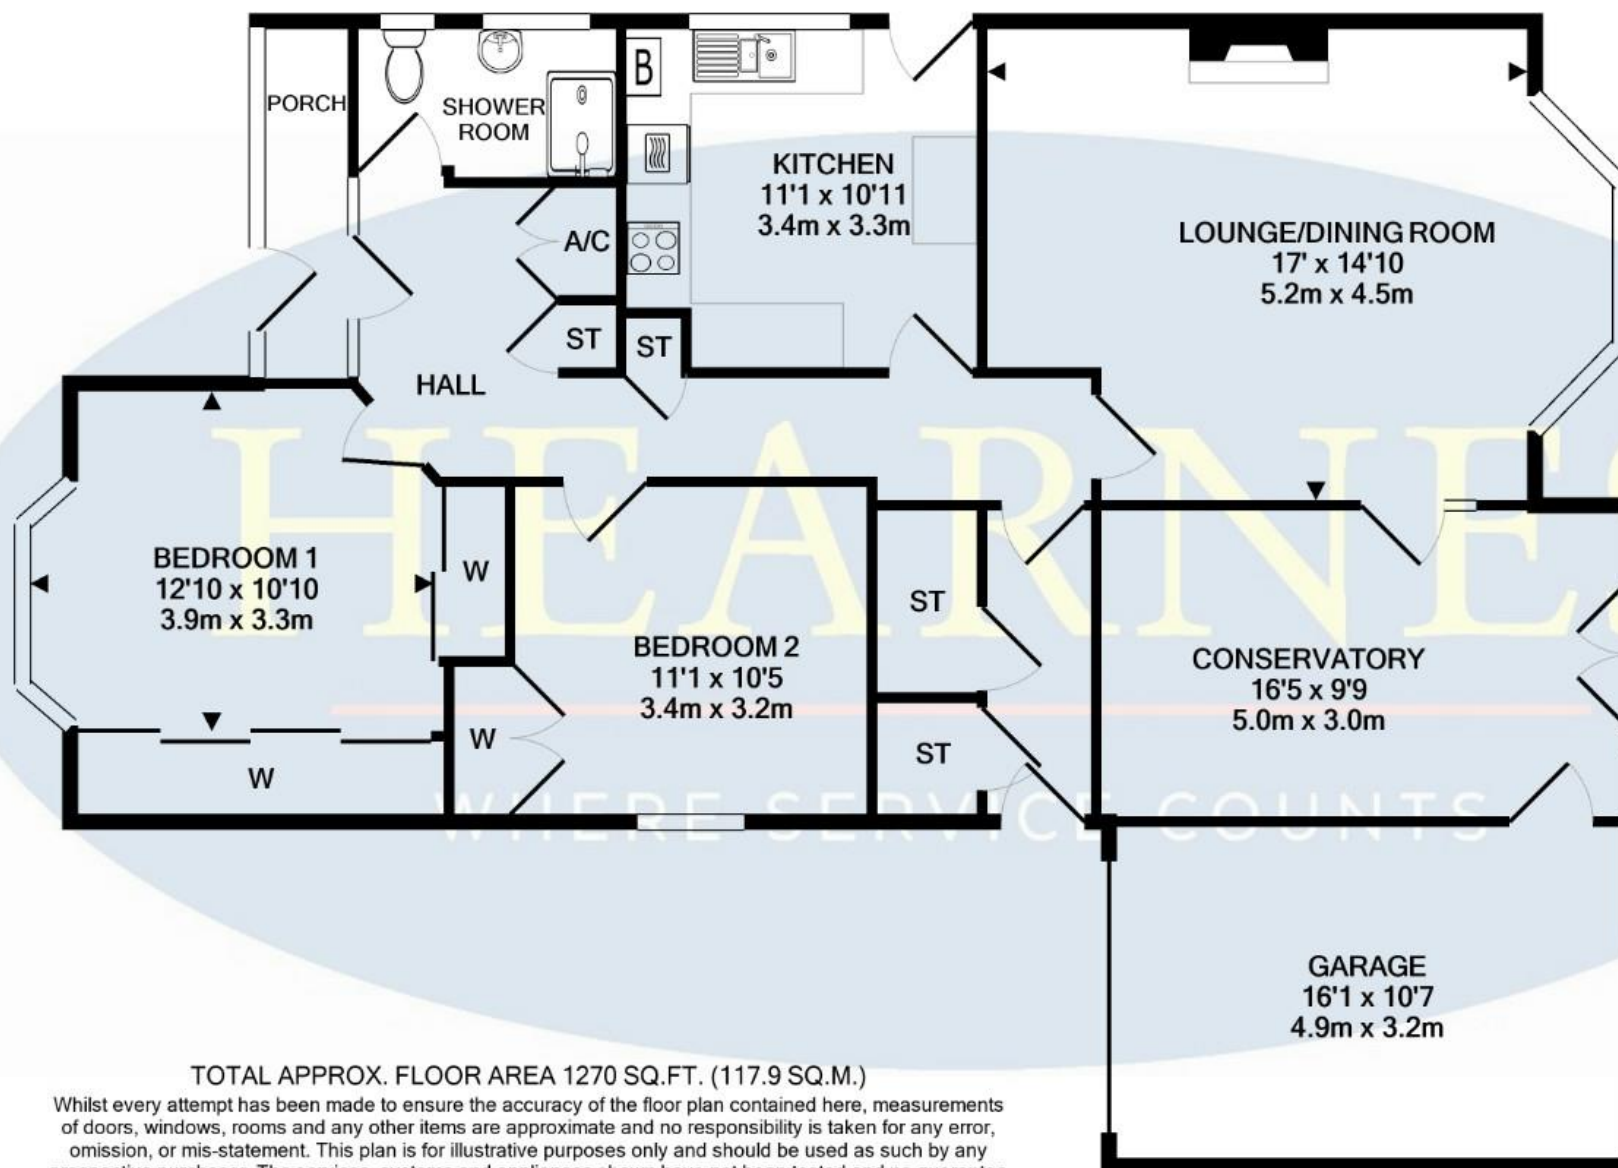 PORCH
SHOWER
ROOM
B
KITCHEN
11'1 x 10'11
3.4m x 3.3m
LOUNGE/DINING ROOM
17' x 14'10
5.2m x 4.5m
A/C
ST
ST
HALL
BEDROOM 1
12'10 x 10'10
3.9m x 3.3m
W
W
W
BEDROOM 2
11'1 x 10'5
3.4m x 3.2m
ST
ST
CONSERVATORY
16'5 x 9'9
5.0m x 3.0m
GARAGE
16'1 x 10'7
4.9m x 3.2m
HEARNES
WHERE SERVICE COUNTS
TOTAL APPROX. FLOOR AREA 1270 SQ.FT. (117.9 SQ.M.)
Whilst every attempt has been made to ensure the accuracy of the floor plan contained here, measurements
of doors, windows, rooms and any other items are approximate and no responsibility is taken for any error,
omission, or mis-statement. This plan is for illustrative purposes only and should be used as such by any